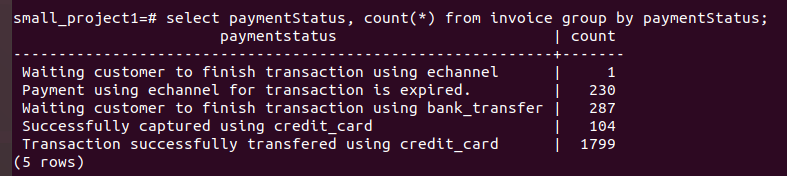 small_project1=# select paymentStatus, count(*) from invoice group by paymentStatus;
paymentstatus | count
-------------------------------------------------------+-------
Waiting customer to finish transaction using echannel | 1
Payment using echannel for transaction is expired. | 230
Waiting customer to finish transaction using bank_transfer | 287
Successfully captured using credit_card | 104
Transaction successfully transfered using credit_card | 1799
(5 rows)